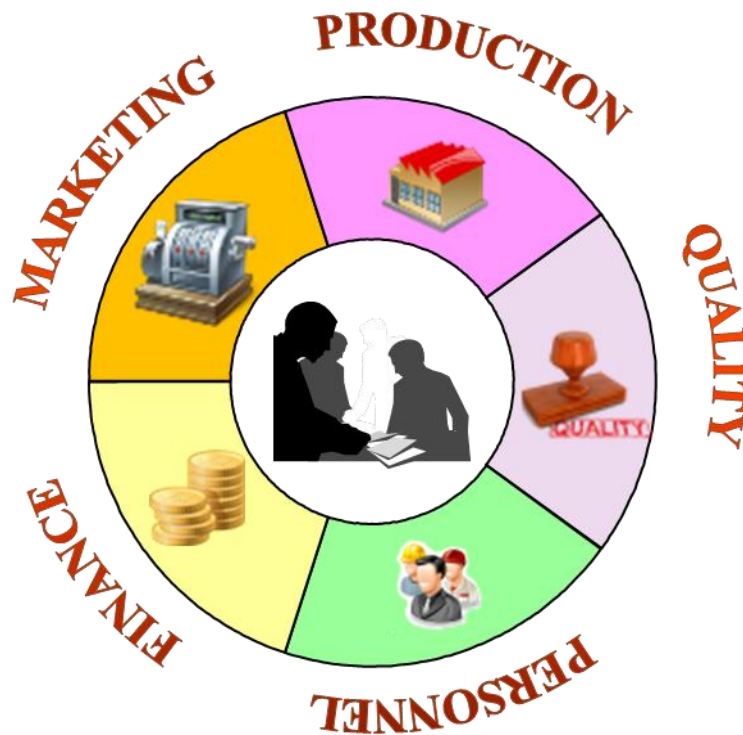 PRODUCTION
MARKETING
QUALITY
QUALITY
FINANCE
PERSONNEL